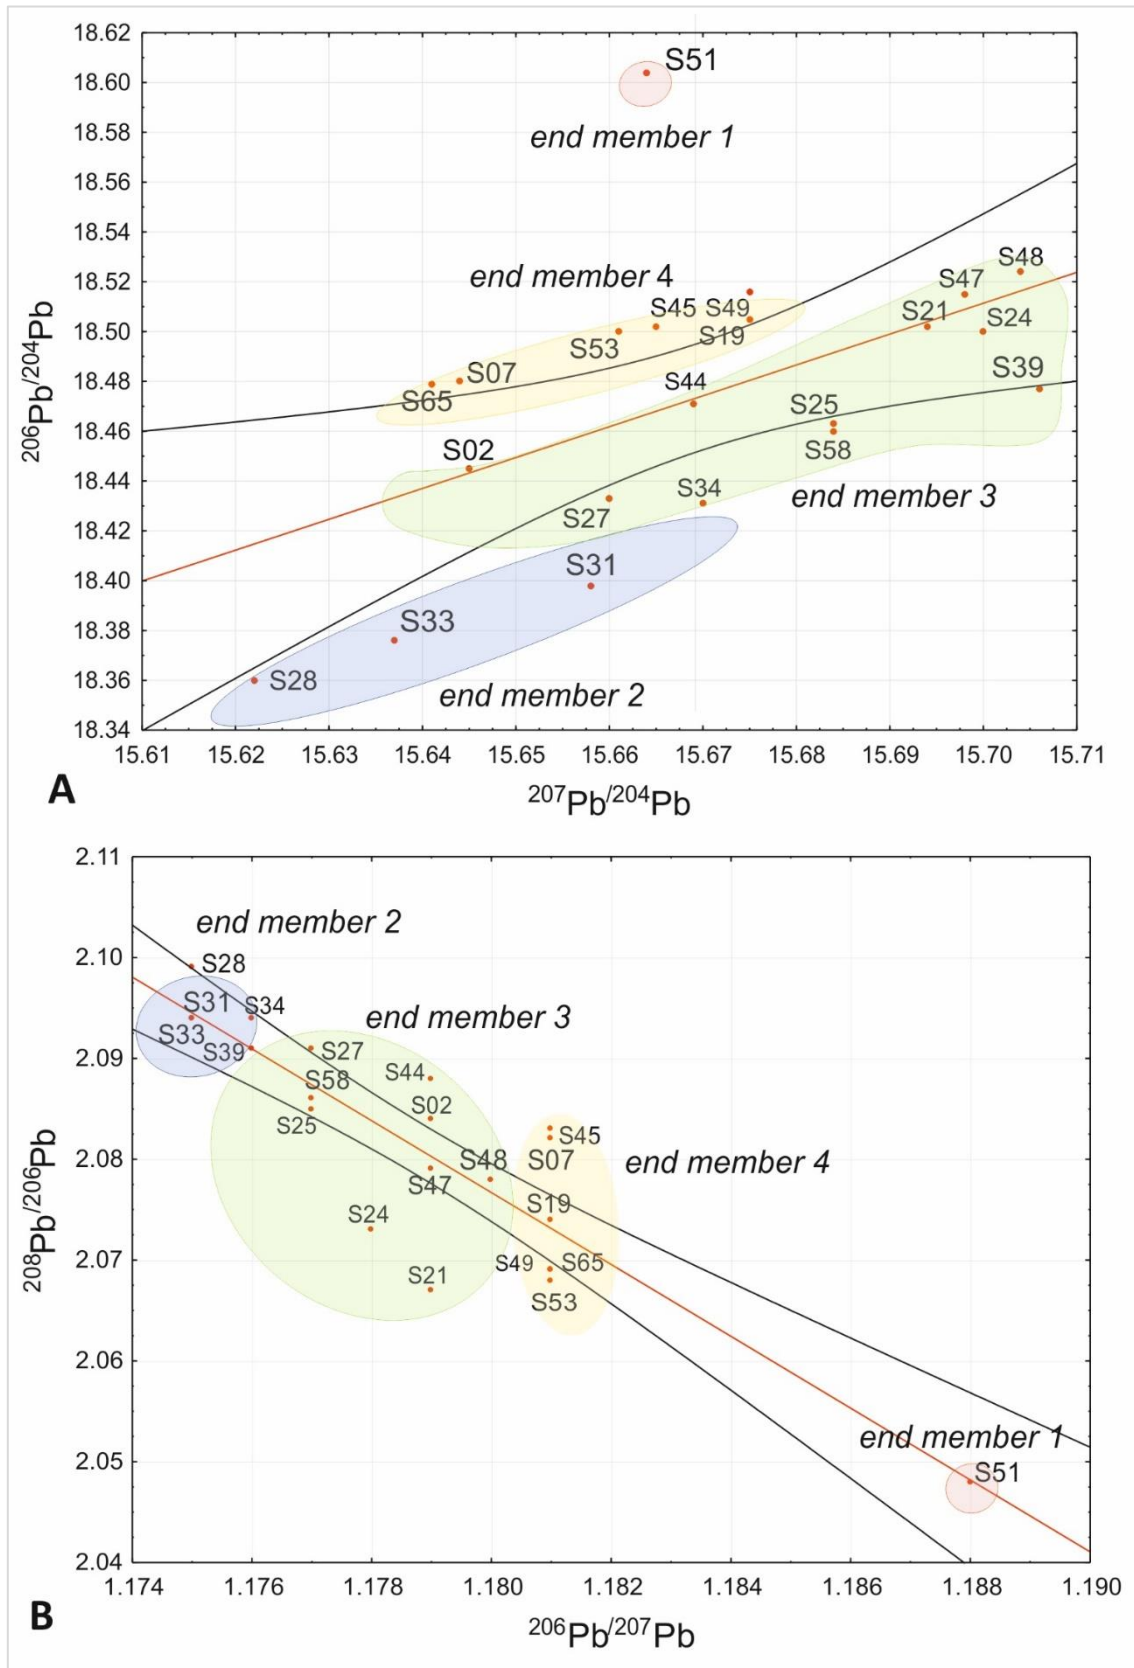 18.62
18.60
18.58
18.56
18.54
18.52
18.50
18.48
18.46
18.44
18.42
18.40
18.38
18.36
18.34
206Pb/204Pb
S51
end member 1
end member 4
S48
S47
S45 S49
S21 S24
S53 S19
S07
S65
S44
S39
S25
S02
S58
S34
end member 3
S27
S31
S33
S28
end member 2
15.61 15.62 15.63 15.64 15.65 15.66 15.67 15.68 15.69 15.70 15.71
A
207Pb/204Pb
2.11
2.10
2.09
2.08
2.07
2.06
2.05
2.04
208Pb/206Pb
end member 2
S28
S31 S34
end member 3
S33
S39 S27
S44
S58
S02
S25
S45
S48 S07
end member 4
S47
S19
S24
S49 S65
S21
S53
end member 1
S51
1.174 1.176 1.178 1.180 1.182 1.184 1.186 1.188 1.190
B
206Pb/207Pb